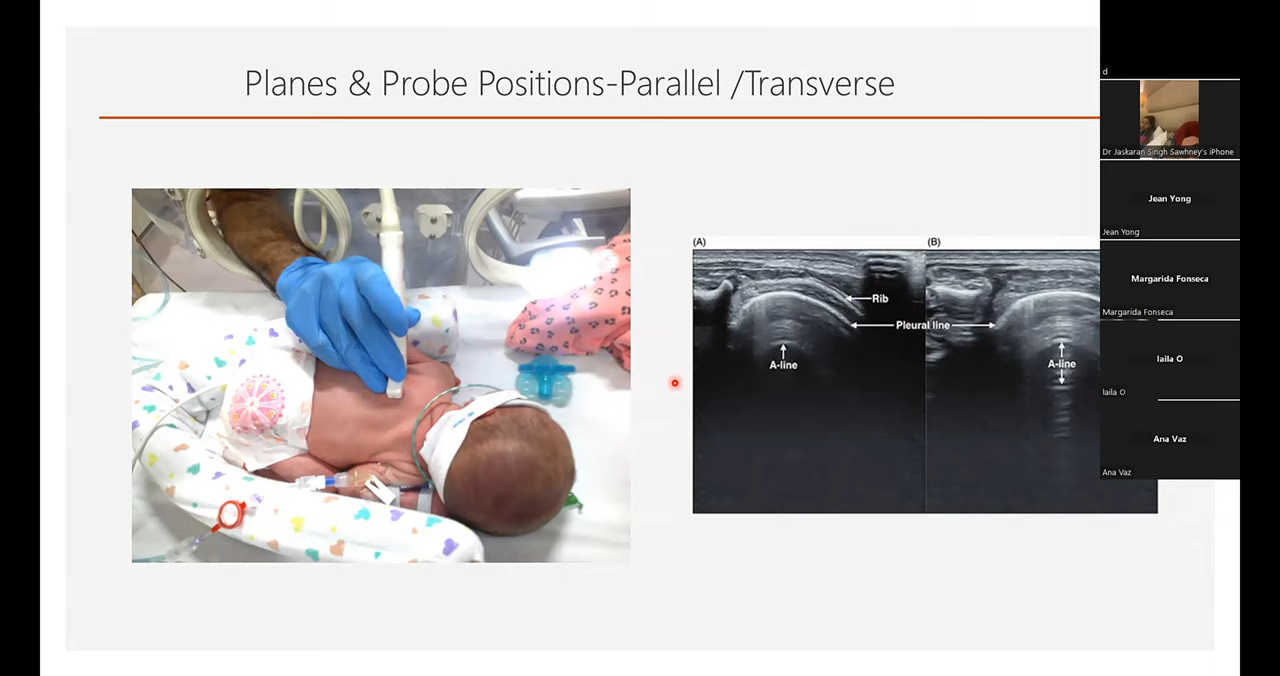 Planes & Probe Positions-Parallel /Transverse
d
Dr Jaskaran Singh Sawhney's iPhone
Jean Yong
Jean Yong
Margarida Fonseca
Margarida Fonseca
laila O
laila O
Ana Vaz
Ana Vaz
(A)
(B)
Rib
Pleural line
A-line
A-line